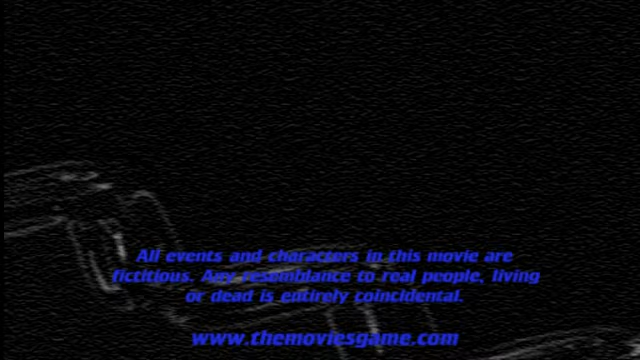 All events and charactors in this movie are
fictitious. Any resemblance to real people, living
or dead is entirely coincidental.
www.themoviesgame.com